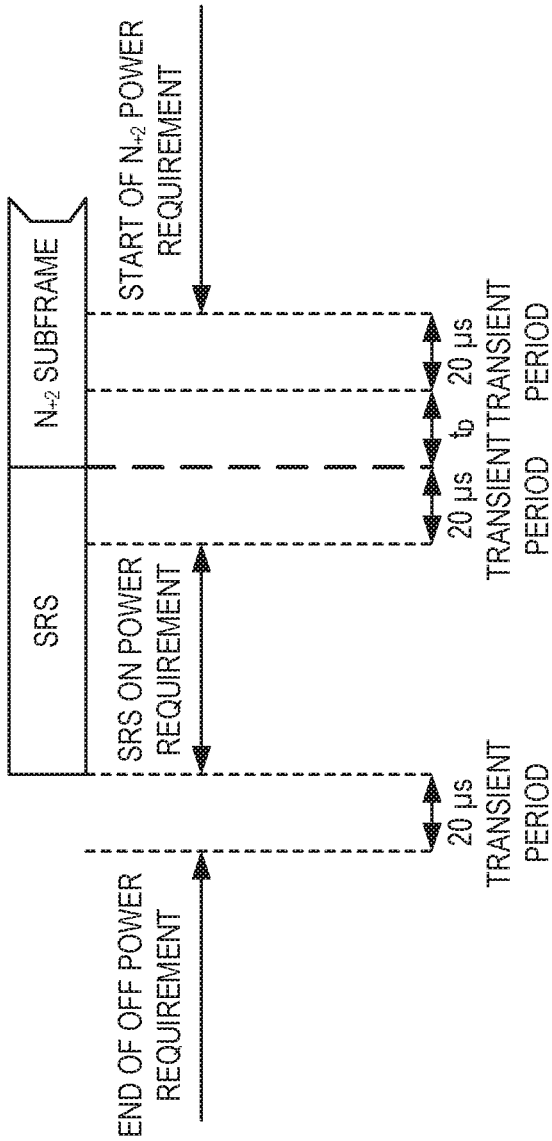 SRS
N+2 SUBFRAME
END OF OFF POWER
REQUIREMENT
SRS ON POWER
REQUIREMENT
START OF N+2 POWER
REQUIREMENT
20 µs
TRANSIENT
PERIOD
20 µs
TRANSIENT
PERIOD
tD
20 µs
TRANSIENT
PERIOD